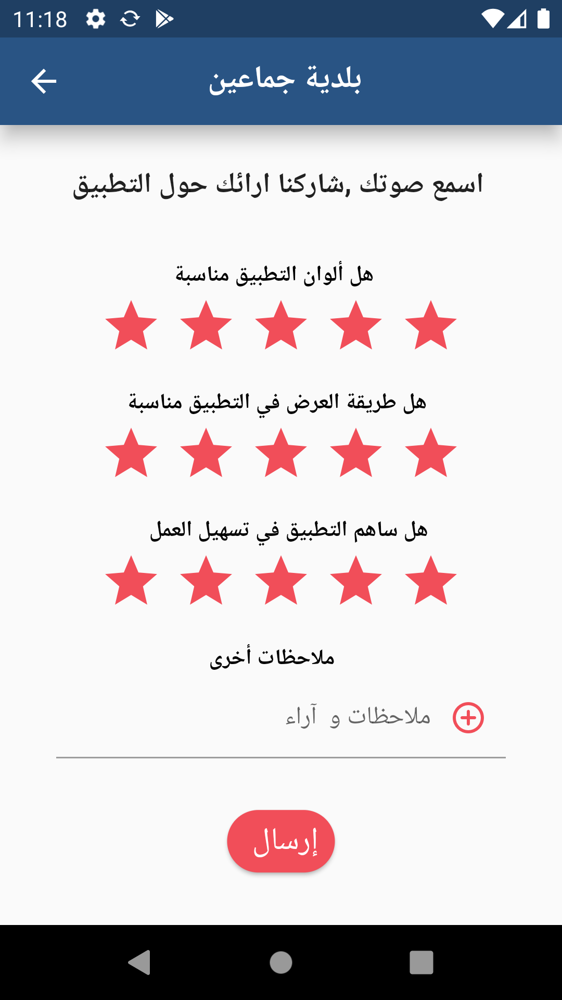 11:18
بلدية جماعين
اسمع صوتك ,شاركنا ارائك حول التطبيق
هل ألوان التطبيق مناسبة
هل طريقة العرض في التطبيق مناسبة
هل ساهم التطبيق في تسهيل العمل
ملاحظات أخرى
ملاحظات و آراء
إرسال